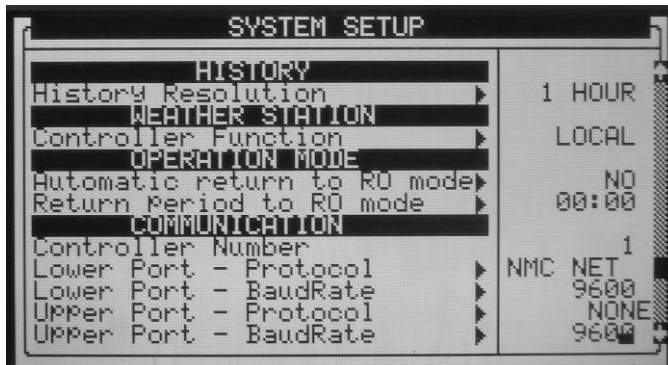 SYSTEM SETUP
HISTORY
History Resolution 1 HOUR
WEATHER STATION
Controller Function LOCAL
OPERATION MODE
Automatic return to RO mode NO
Return period to RO mode 00:00
COMMUNICATION
Controller Number 1
Lower Port - Protocol NMC NET
Lower Port - BaudRate 9600
Upper Port - Protocol NONE
Upper Port - BaudRate 9600